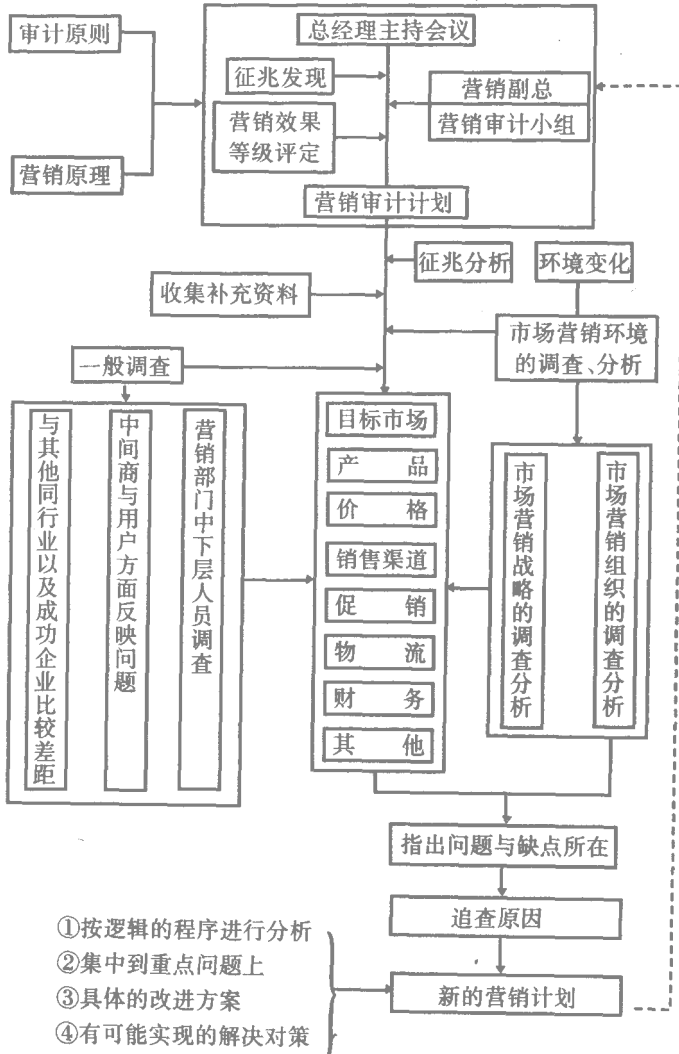 审计原则
营销原理
总经理主持会议
征兆发现
营销效果
等级评定
营销副总
营销审计小组
营销审计计划
征兆分析
环境变化
收集补充资料
市场营销环境
的调查、分析
一般调查
与其他同行业以及成功企业比较差距
中间商与用户方面反映问题
营销部门中下层人员调查
目标市场
产 品
价 格
销售渠道
促 销
物 流
财 务
其 他
市场营销战略的调查分析
市场营销组织的调查分析
指出问题与缺点所在
追查原因
新的营销计划
①按逻辑的程序进行分析
②集中到重点问题上
③具体的改进方案
④有可能实现的解决对策